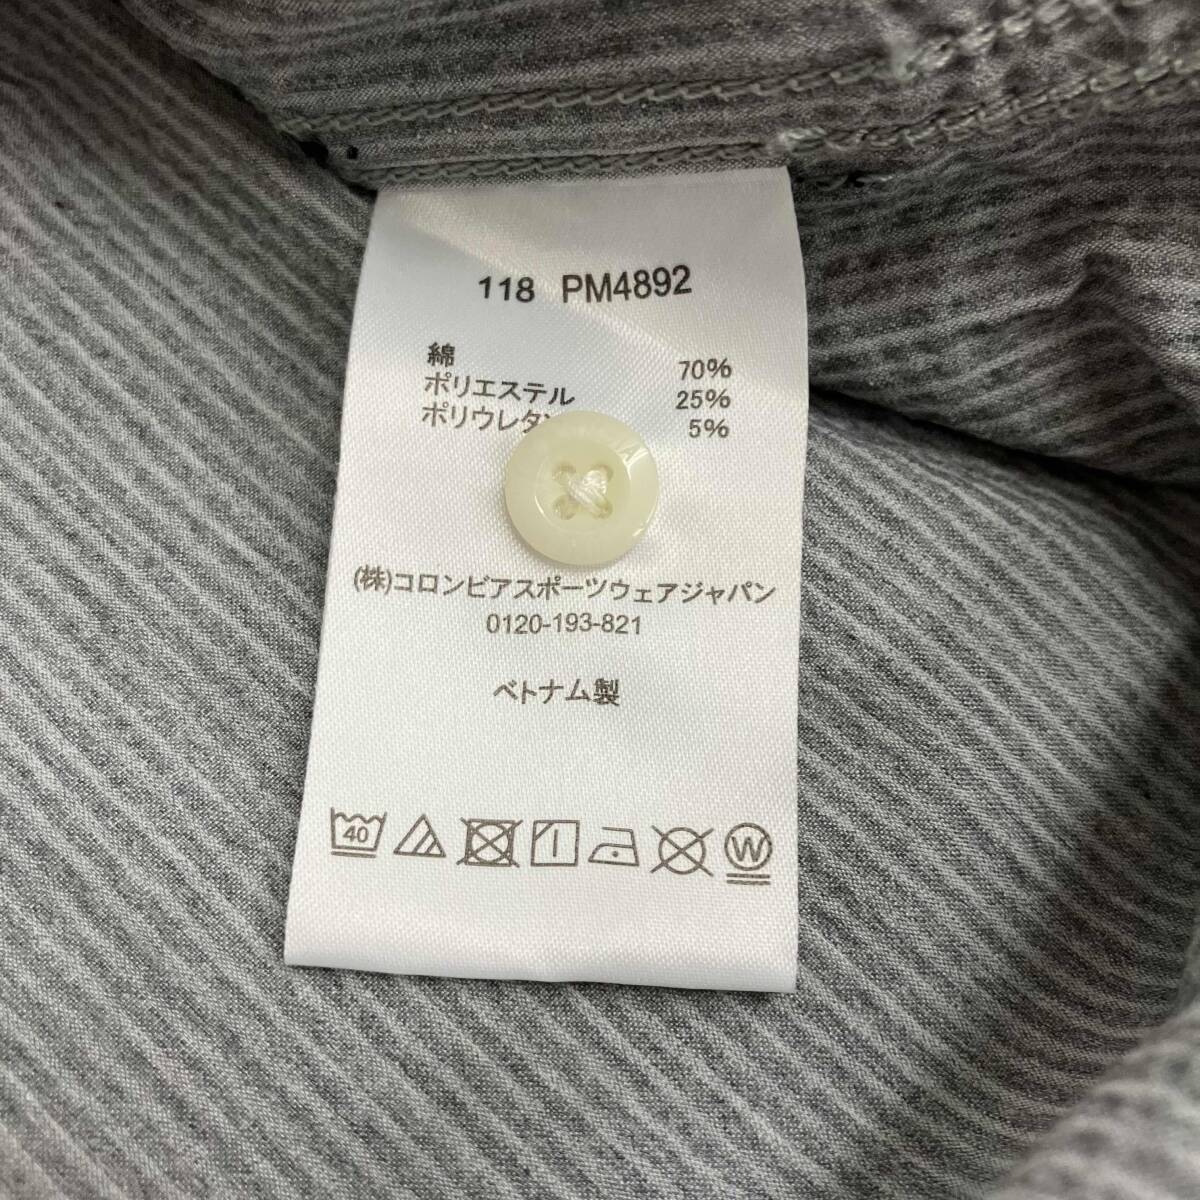 118 PM4892
綿 70%
ポリエステル 25%
ポリウレタン 5%
(株)コロンビアスポーツウェアジャパン
0120-193-821
ベトナム製
40
W